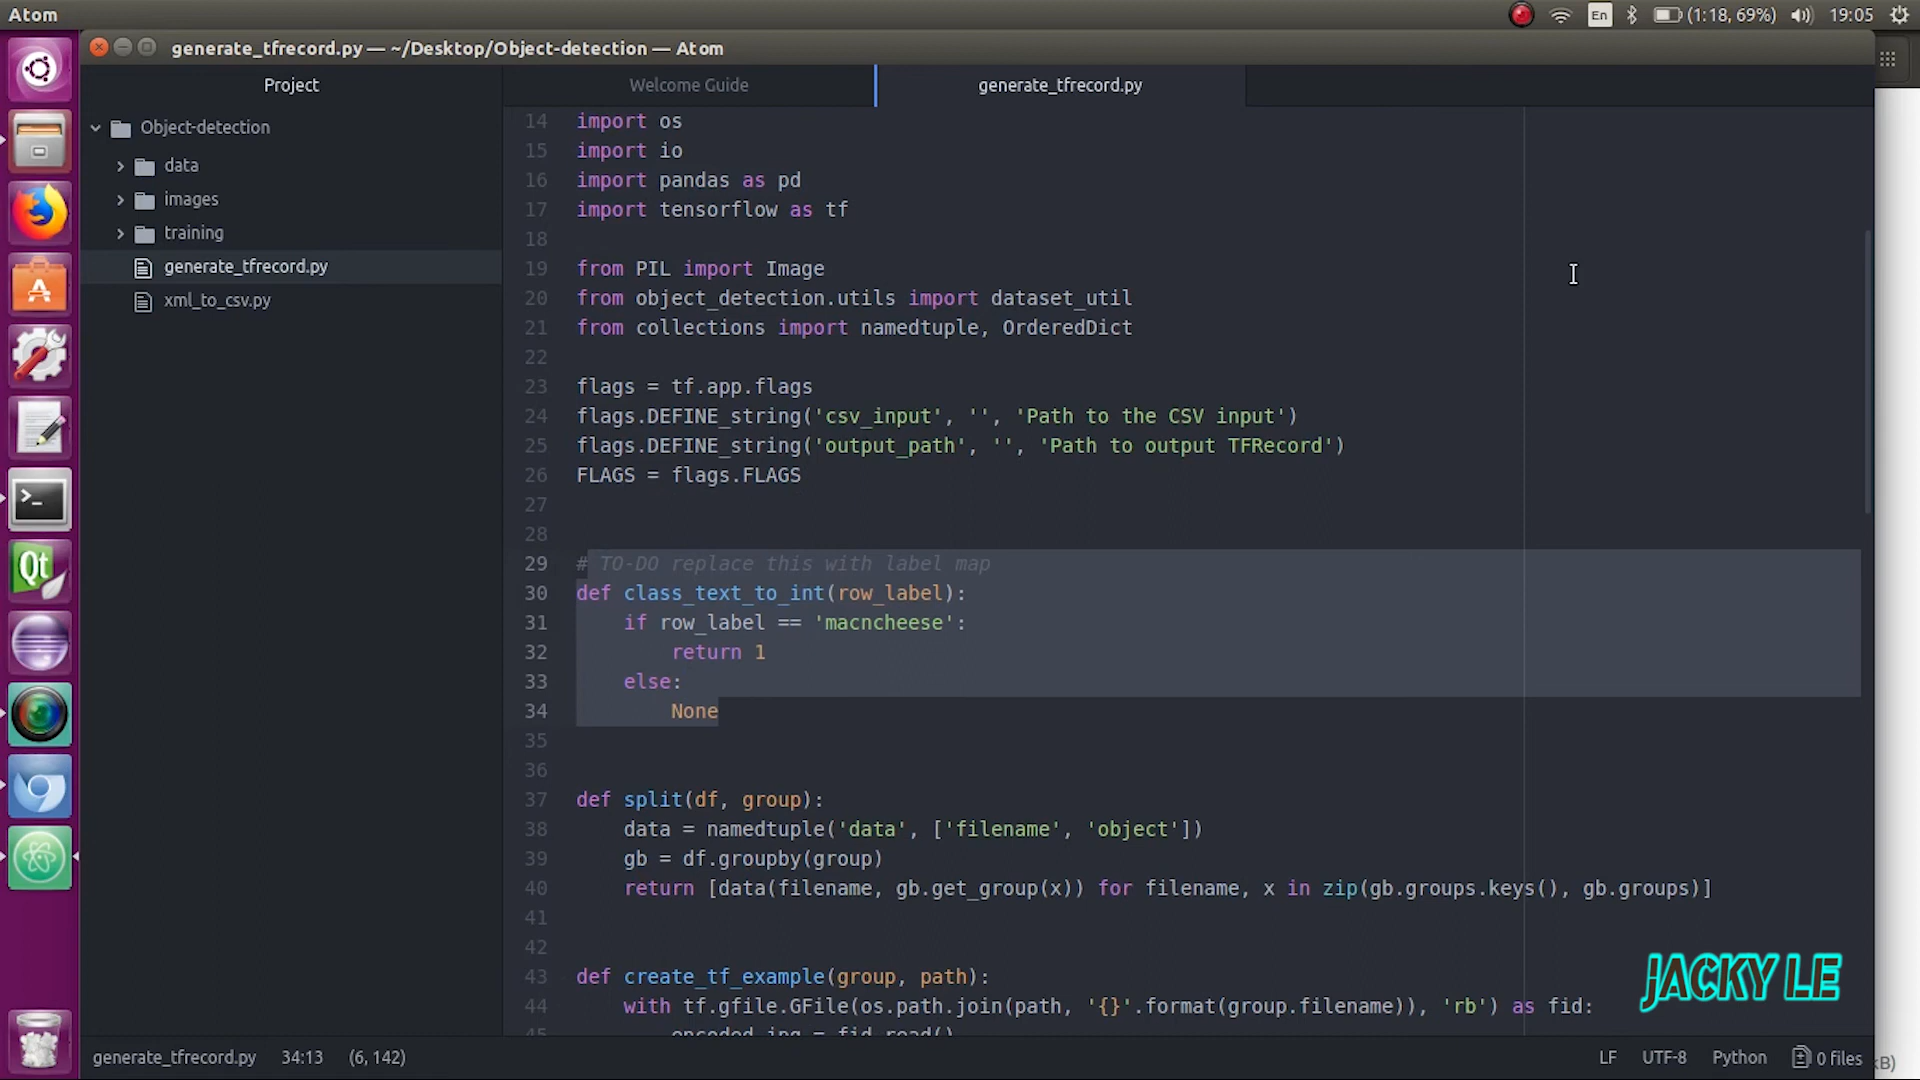 Atom
En
(1:18, 69%)
19:05
generate_tfrecord.py — ~/Desktop/Object-detection — Atom
Project
Welcome Guide
generate_tfrecord.py
Object-detection
data
images
training
generate_tfrecord.py
xml_to_csv.py
14 import os
15 import io
16 import pandas as pd
17 import tensorflow as tf
18
19 from PIL import Image
20 from object_detection.utils import dataset_util
21 from collections import namedtuple, OrderedDict
22
23 flags = tf.app.flags
24 flags.DEFINE_string('csv_input', '', 'Path to the CSV input')
25 flags.DEFINE_string('output_path', '', 'Path to output TFRecord')
26 FLAGS = flags.FLAGS
27
28
29 # TO-DO replace this with label map
30 def class_text_to_int(row_label):
31     if row_label == 'macncheese':
32         return 1
33     else:
34         None
35
36
37 def split(df, group):
38     data = namedtuple('data', ['filename', 'object'])
39     gb = df.groupby(group)
40     return [data(filename, gb.get_group(x)) for filename, x in zip(gb.groups.keys(), gb.groups)]
41
42
43 def create_tf_example(group, path):
44     with tf.gfile.GFile(os.path.join(path, '{}'.format(group.filename)), 'rb') as fid:
45         encoded_jpg = fid.read()
Qt
JACKY LE
generate_tfrecord.py 34:13 (6, 142)
LF UTF-8 Python 0 files
kB)